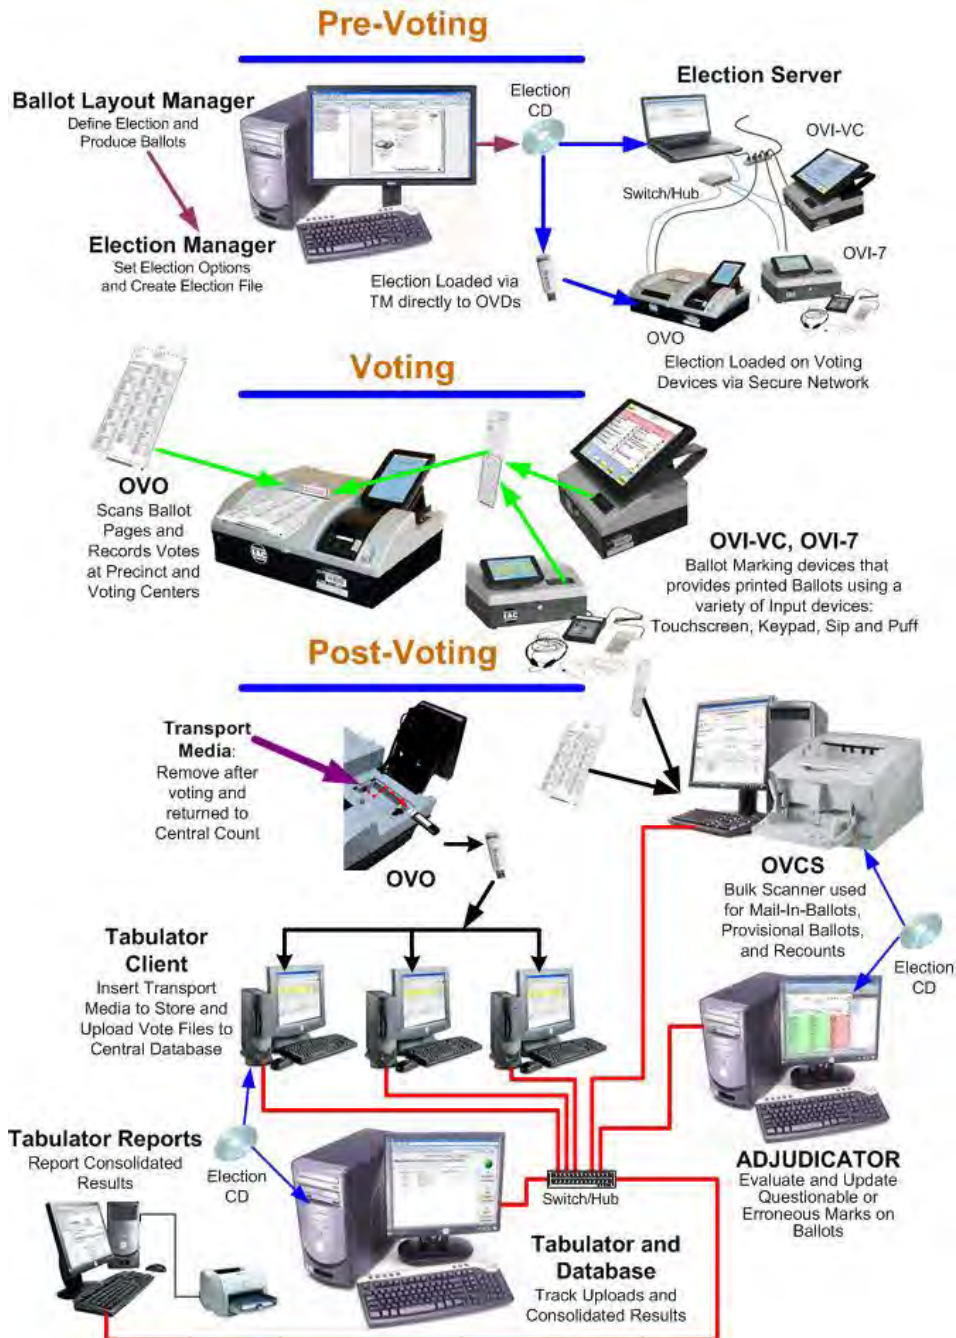 Pre-Voting
Ballot Layout Manager
Define Election and
Produce Ballots
Election
CD
Election Server
OVI-VC
Switch/Hub
OVI-7
Election Manager
Set Election Options
and Create Election File
Election Loaded via
TM directly to OVDs
OVO
Election Loaded on Voting
Devices via Secure Network
Voting
OVO
Scans Ballot
Pages and
Records Votes
at Precinct and
Voting Centers
EAC
EAC
OVI-VC, OVI-7
Ballot Marking devices that
provides printed Ballots using a
variety of Input devices:
Touchscreen, Keypad, Sip and Puff
Post-Voting
Transport
Media:
Remove after
voting and
returned to
Central Count
OVO
OVCS
Bulk Scanner used
for Mail-In-Ballots,
Provisional Ballots,
and Recounts
Election
CD
Tabulator
Client
Insert Transport
Media to Store and
Upload Vote Files to
Central Database
Tabulator Reports
Report Consolidated
Results
Election
CD
Switch/Hub
ADJUDICATOR
Evaluate and Update
Questionable or
Erroneous Marks on
Ballots
Tabulator and
Database
Track Uploads and
Consolidated Results